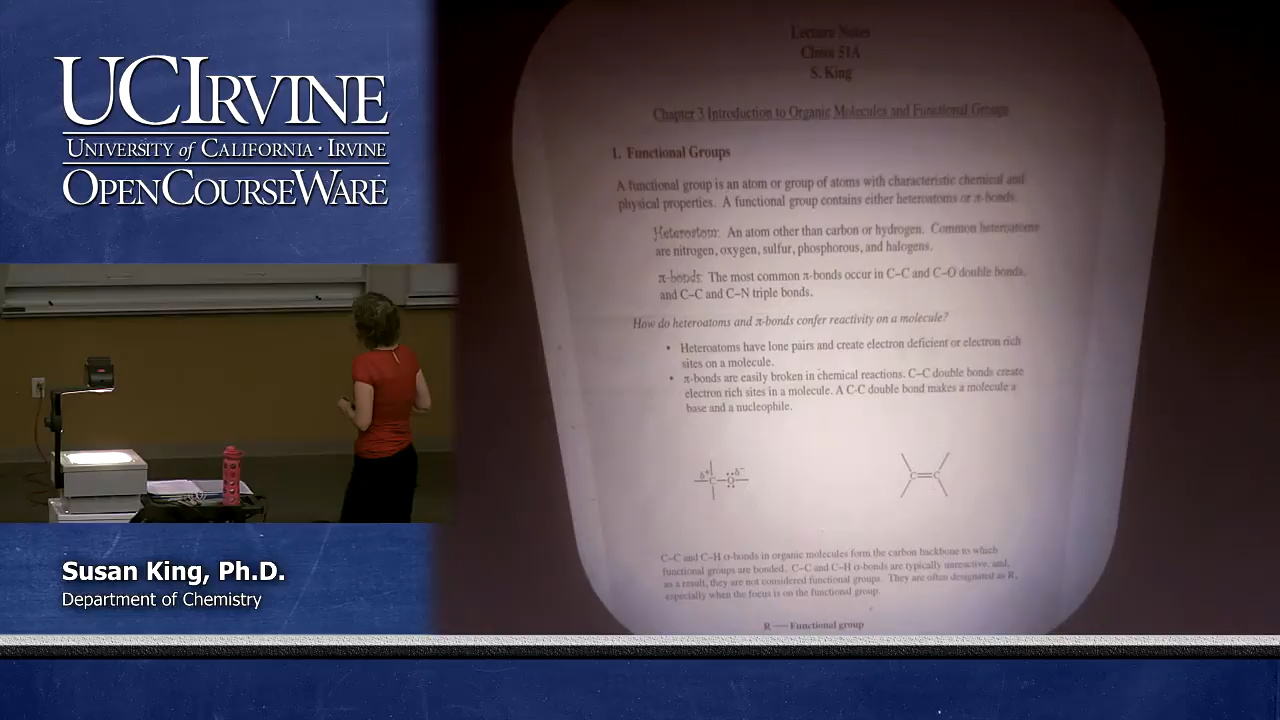 UCIRVINE
UNIVERSITY of CALIFORNIA · IRVINE
OPENCOURSEWARE
Susan King, Ph.D.
Department of Chemistry
Lecture Notes
Chem 51A
S. King
Chapter 3 Introduction to Organic Molecules and Functional Groups
1. Functional Groups
A functional group is an atom or group of atoms with characteristic chemical and
physical properties. A functional group contains either heteroatoms or π-bonds.
Heteroatom: An atom other than carbon or hydrogen. Common heteroatoms
are nitrogen, oxygen, sulfur, phosphorous, and halogens.
π-bonds: The most common π-bonds occur in C–C and C–O double bonds,
and C–C and C–N triple bonds.
How do heteroatoms and π-bonds confer reactivity on a molecule?
• Heteroatoms have lone pairs and create electron deficient or electron rich
sites on a molecule.
• π-bonds are easily broken in chemical reactions. C–C double bonds create
electron rich sites in a molecule. A C-C double bond makes a molecule a
base and a nucleophile.
δ+ δ−
C O C C
C–C and C–H σ-bonds in organic molecules form the carbon backbone to which
functional groups are bonded. C–C and C–H σ-bonds are typically unreactive, and,
as a result, they are not considered functional groups. They are often designated as R,
especially when the focus is on the functional group.
R — Functional group